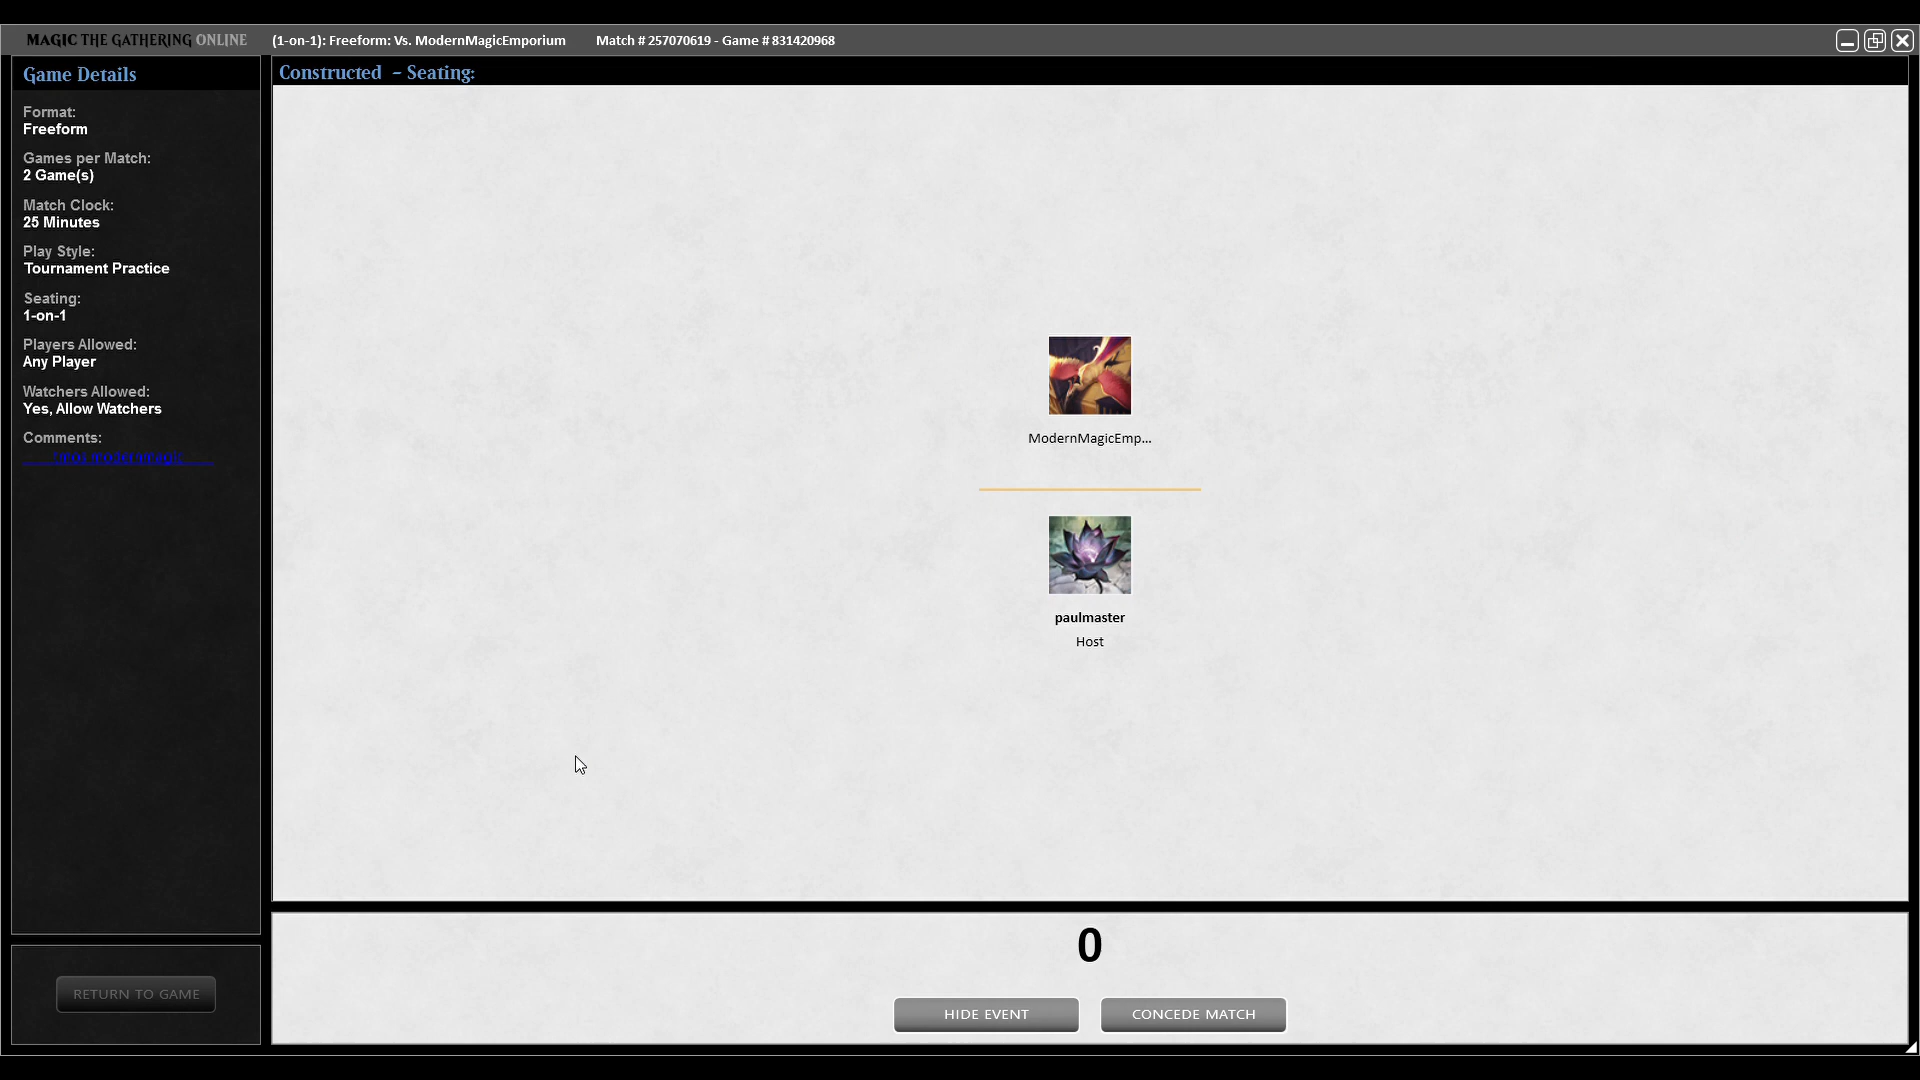 MAGIC THE GATHERING ONLINE
(1-on-1): Freeform: Vs. ModernMagicEmporium
Match # 257070619 - Game # 831420968
Game Details
Format:
Freeform
Games per Match:
2 Game(s)
Match Clock:
25 Minutes
Play Style:
Tournament Practice
Seating:
1-on-1
Players Allowed:
Any Player
Watchers Allowed:
Yes, Allow Watchers
Comments:
RETURN TO GAME
Constructed – Seating:
ModernMagicEmp...
paulmaster
Host
0
HIDE EVENT
CONCEDE MATCH